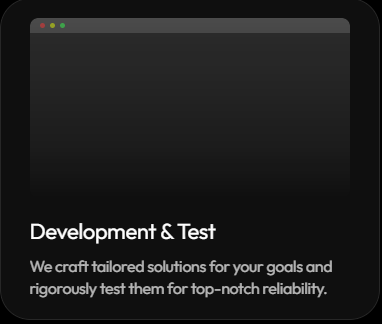 Development & Test
We craft tailored solutions for your goals and
rigorously test them for top-notch reliability.